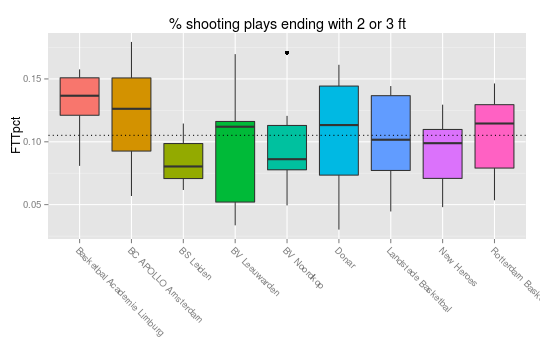 % shooting plays ending with 2 or 3 ft
FTTpct
0.15
0.10
0.05
Basketbal Academie Limburg
BC APOLLO Amsterdam
BS Leiden
BV Leeuwarden
BV Noordkop
Donar
Landstede Basketbal
New Heroes
Rotterdam Bask